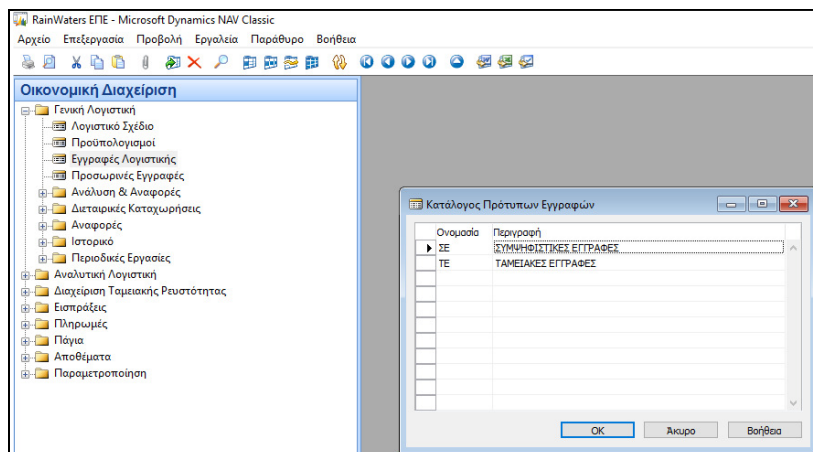 RainWaters ΕΠΕ - Microsoft Dynamics NAV Classic
Αρχείο Επεξεργασία Προβολή Εργαλεία Παράθυρο Βοήθεια
Οικονομική Διαχείριση
Γενική Λογιστική
Λογιστικό Σχέδιο
Προϋπολογισμοί
Εγγραφές Λογιστικής
Προσωρινές Εγγραφές
Ανάλυση & Αναφορές
Διεταιρικές Καταχωρήσεις
Αναφορές
Ιστορικό
Περιοδικές Εργασίες
Αναλυτική Λογιστική
Διαχείριση Ταμειακής Ρευστότητας
Εισπράξεις
Πληρωμές
Πάγια
Αποθέματα
Παραμετροποίηση
Κατάλογος Πρότυπων Εγγραφών
Ονομασία Περιγραφή
ΣΕ ΣΥΜΨΗΦΙΣΤΙΚΕΣ ΕΓΓΡΑΦΕΣ
ΤΕ ΤΑΜΕΙΑΚΕΣ ΕΓΓΡΑΦΕΣ
OK Άκυρο Βοήθεια